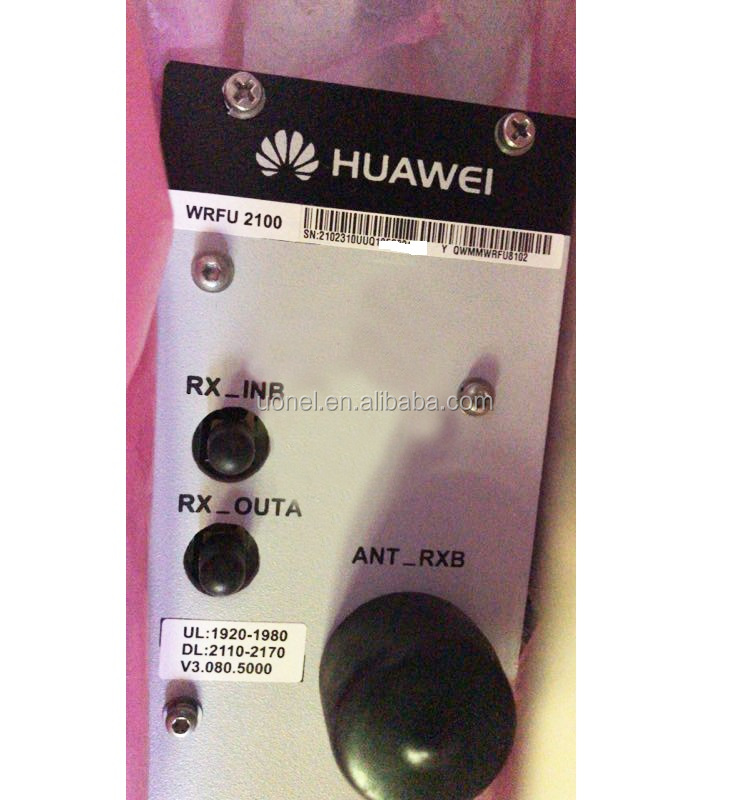 HUAWEI
WRFU 2100
Y QWMMWRFU8102
RX_INB
uonel.en.alibaba.com
RX_OUTA
ANT_RXB
UL:1920-1980
DL:2110-2170
V3.080.5000